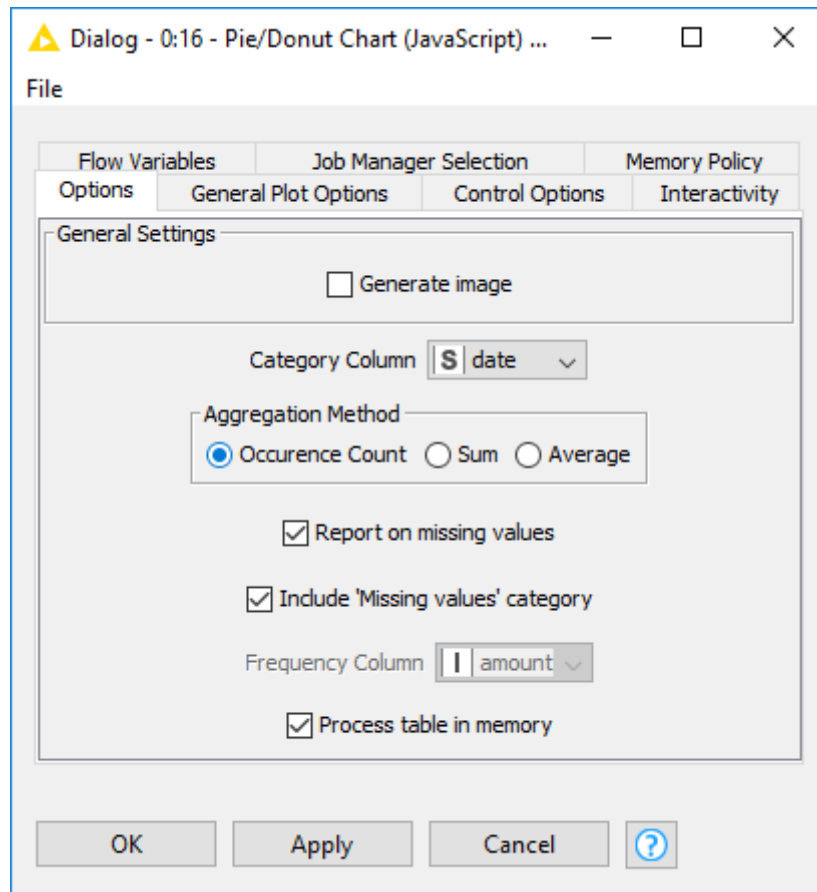 Dialog - 0:16 - Pie/Donut Chart (JavaScript) ...
File
Flow Variables Job Manager Selection Memory Policy
Options General Plot Options Control Options Interactivity
General Settings
Generate image
Category Column S date
Aggregation Method
Occurence Count Sum Average
Report on missing values
Include 'Missing values' category
Frequency Column I amount
Process table in memory
OK Apply Cancel ?